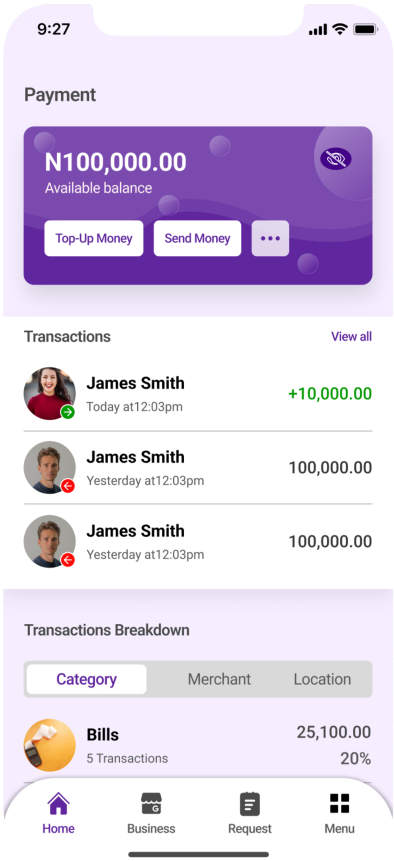 9:27
Payment
N100,000.00
Available balance
Top-Up Money
Send Money
Transactions
View all
James Smith
Today at12:03pm
+10,000.00
James Smith
Yesterday at12:03pm
100,000.00
James Smith
Yesterday at12:03pm
100,000.00
Transactions Breakdown
Category
Merchant
Location
Bills
5 Transactions
25,100.00
20%
G
Home
Business
Request
Menu